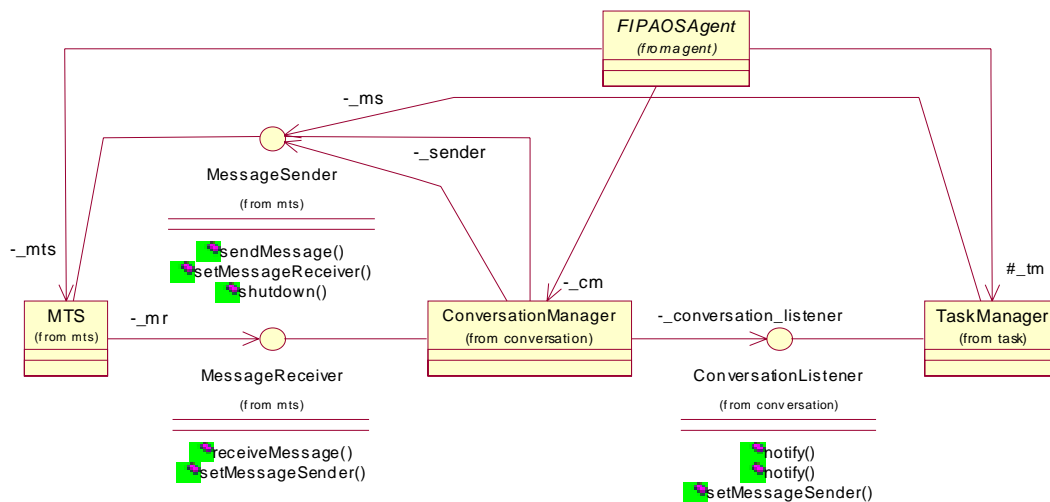 FIPAOSAgent
(from agent)
-_ms
-_sender
MessageSender
(from mts)
sendMessage()
setMessageReceiver()
shutdown()
-_mts
-_cm
#_tm
MTS
(from mts)
-_mr
ConversationManager
(from conversation)
-_conversation_listener
TaskManager
(from task)
MessageReceiver
(from mts)
receiveMessage()
setMessageSender()
ConversationListener
(from conversation)
notify()
notify()
setMessageSender()